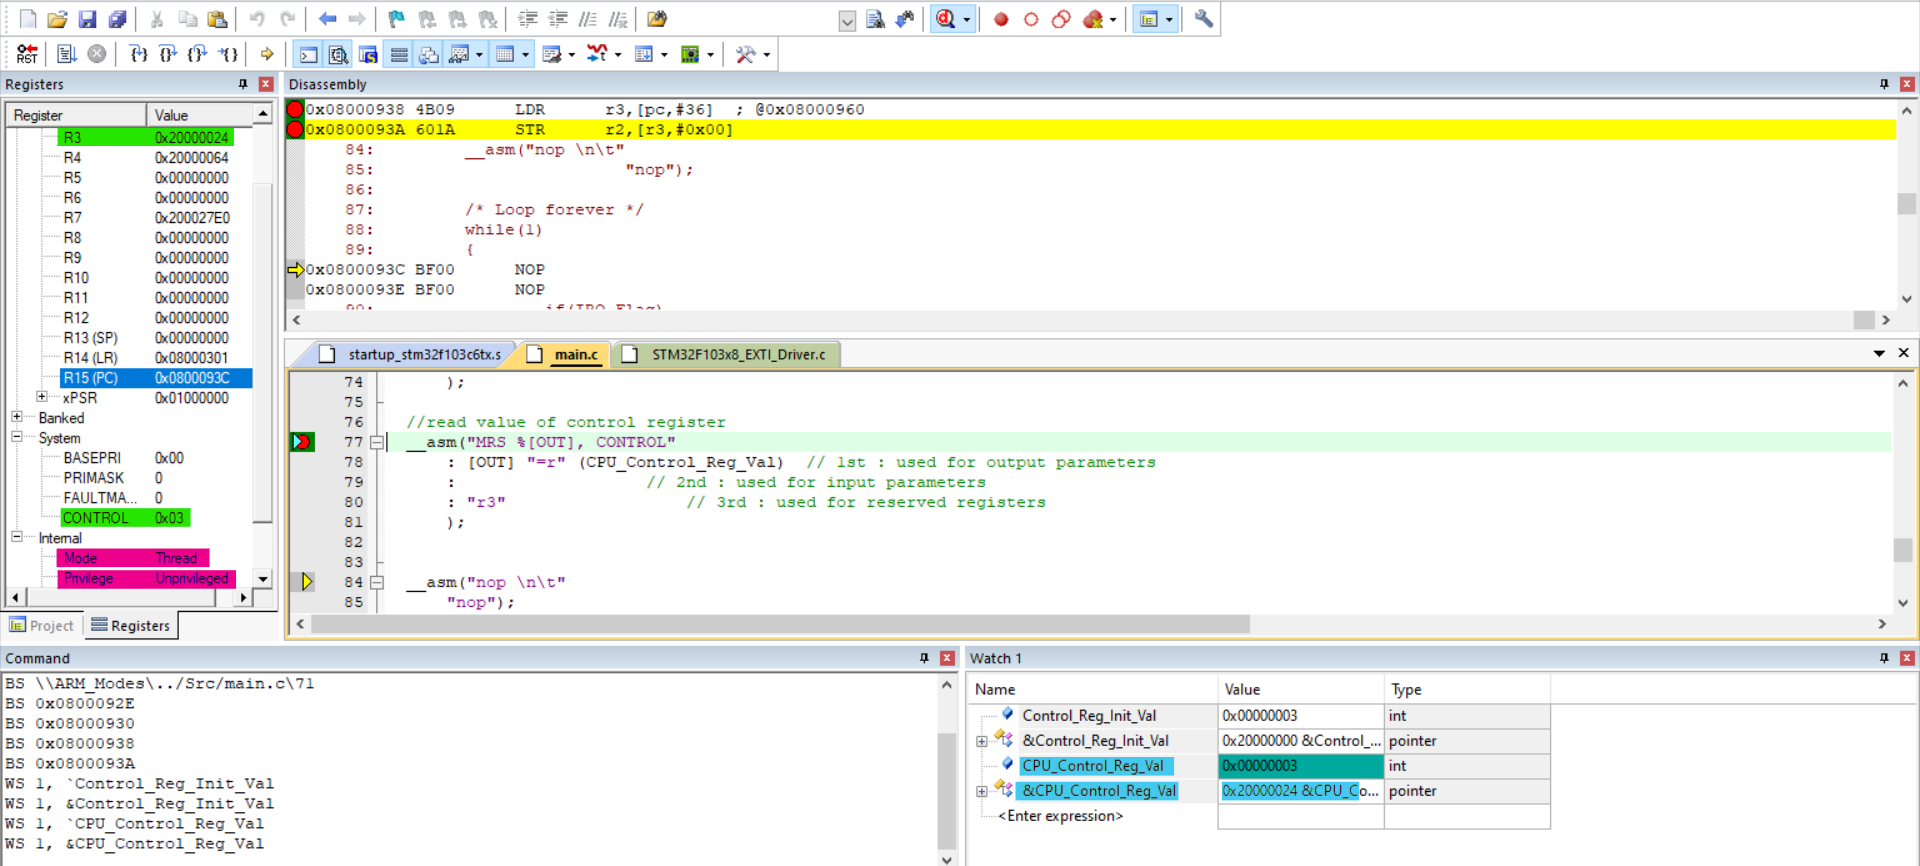 RST
Registers
Register Value
R3 0x20000024
R4 0x20000064
R5 0x00000000
R6 0x00000000
R7 0x200027E0
R8 0x00000000
R9 0x00000000
R10 0x00000000
R11 0x00000000
R12 0x00000000
R13 (SP) 0x00000000
R14 (LR) 0x08000301
R15 (PC) 0x0800093C
xPSR 0x01000000
Banked
System
BASEPRI 0x00
PRIMASK 0
FAULTMA... 0
CONTROL 0x03
Internal
Mode Thread
Privilege Unprivileged
Project Registers
Disassembly
0x08000938 4B09 LDR r3,[pc,#36] ; @0x08000960
0x0800093A 601A STR r2,[r3,#0x00]
84: __asm("nop \n\t"
85: "nop");
86:
87: /* Loop forever */
88: while(1)
89: {
0x0800093C BF00 NOP
0x0800093E BF00 NOP
90: if(IRQ_Flag)
startup_stm32f103c6tx.s main.c STM32F103x8_EXTI_Driver.c
74 );
75
76 //read value of control register
77 __asm("MRS %[OUT], CONTROL"
78 : [OUT] "=r" (CPU_Control_Reg_Val) // 1st : used for output parameters
79 : // 2nd : used for input parameters
80 : "r3" // 3rd : used for reserved registers
81 );
82
83
84 __asm("nop \n\t"
85 "nop");
Command
BS \\ARM_Modes\../Src/main.c\71
BS 0x0800092E
BS 0x08000930
BS 0x08000938
BS 0x0800093A
WS 1, `Control_Reg_Init_Val
WS 1, &Control_Reg_Init_Val
WS 1, `CPU_Control_Reg_Val
WS 1, &CPU_Control_Reg_Val
Watch 1
Name Value Type
Control_Reg_Init_Val 0x00000003 int
&Control_Reg_Init_Val 0x20000000 &Control_... pointer
CPU_Control_Reg_Val 0x00000003 int
&CPU_Control_Reg_Val 0x20000024 &CPU_Co... pointer
<Enter expression>